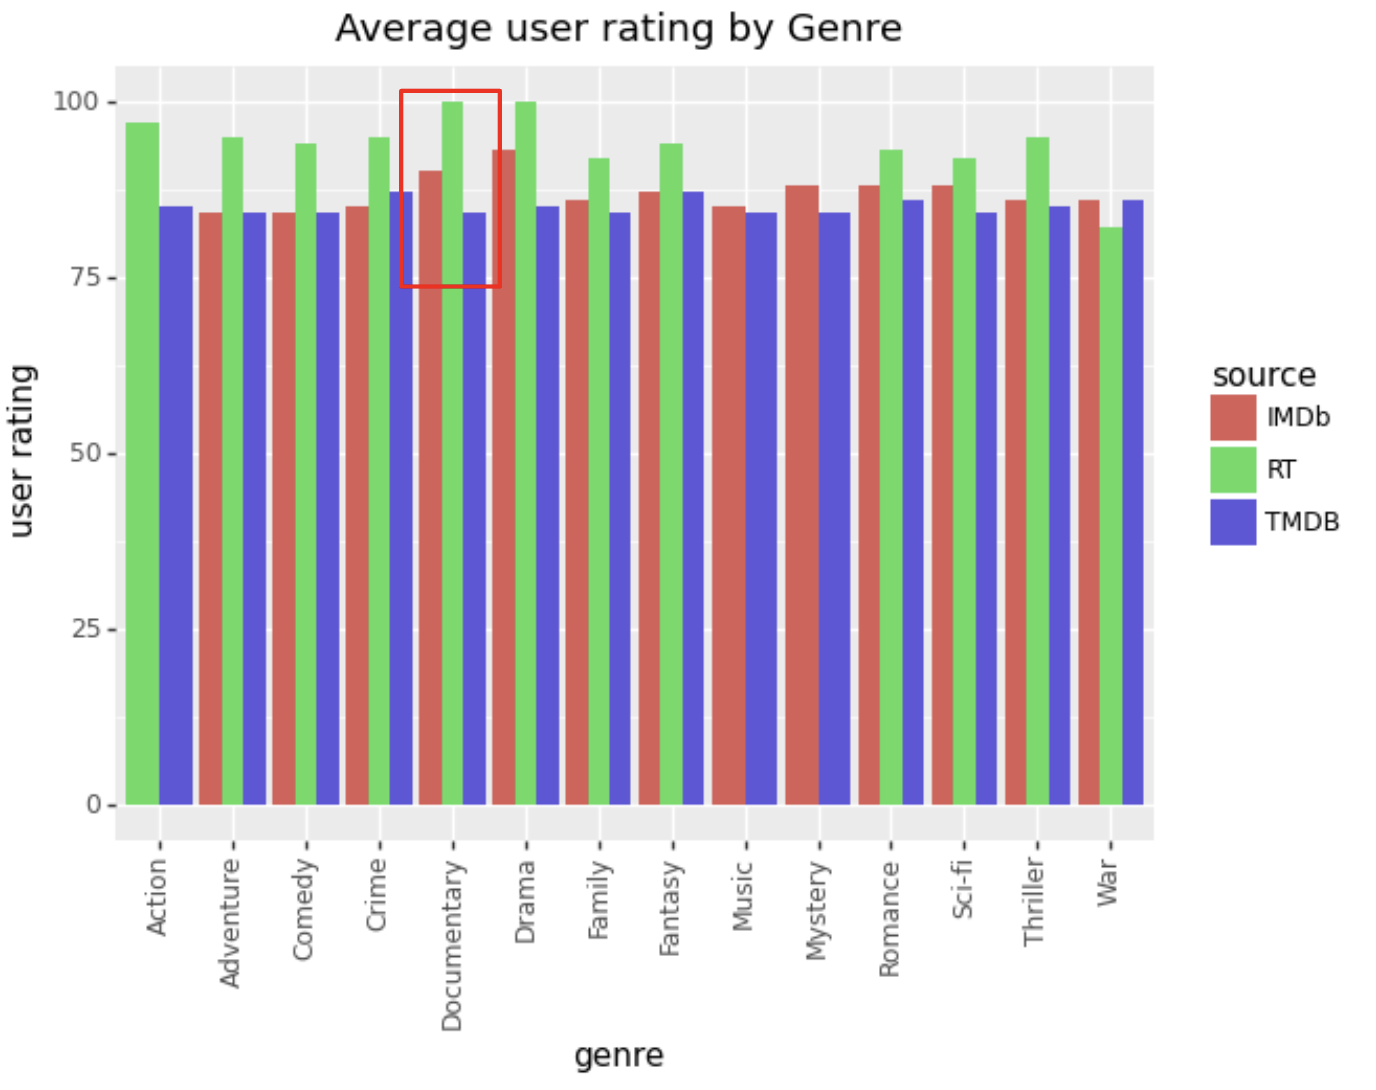 Average user rating by Genre
100
75
50
25
0
user rating
Action
Adventure
Comedy
Crime
Documentary
Drama
Family
Fantasy
Music
Mystery
Romance
Sci-fi
Thriller
War
genre
source
IMDb
RT
TMDB